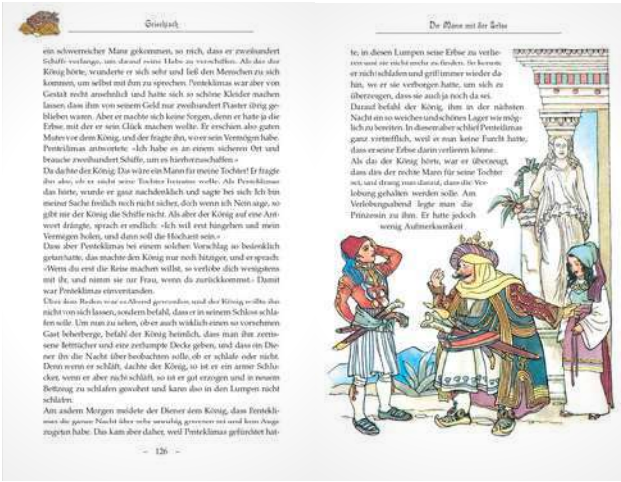 Griechisch
ein schwerreicher Mann gekommen, so reich, dass er zweihundert
Schiffe verlange, um darauf seine Habe zu verschiffen. Als das der
König hörte, wunderte er sich sehr und ließ den Menschen zu sich
kommen, um selbst mit ihm zu sprechen. Penteklimas war aber von
Gestalt recht ansehnlich und hatte sich so schöne Kleider machen
lassen, dass ihm von seinem Geld nur zweihundert Piaster übrig ge-
blieben waren. Aber er machte sich keine Sorgen, denn er hatte ja die
Erbse, mit der er sein Glück machen wollte. Er erschien also guten
Mutes vor dem König, und der fragte ihn, wo er sein Vermögen habe.
Penteklimas antwortete: »Ich habe es an einem sicheren Ort und
brauche zweihundert Schiffe, um es hierherzuschaffen.«
Da dachte der König: Das wäre ein Mann für meine Tochter! Er fragte
ihn also, ob er nicht seine Tochter heiraten wolle. Als Penteklimas
das hörte, wurde er ganz nachdenklich und sagte bei sich: Ich bin
meiner Sache freilich noch nicht sicher, doch wenn ich Nein sage, so
gibt mir der König die Schiffe nicht. Als aber der König auf eine Ant-
wort drängte, sprach er endlich: »Ich will erst hingehen und mein
Vermögen holen, und dann soll die Hochzeit sein.«
Dass aber Penteklimas bei einem solchen Vorschlag so bedenklich
getan hatte, das machte den König nur noch hitziger, und er sprach:
»Wenn du erst die Reise machen willst, so verlobe dich wenigstens
mit ihr, und nimm sie zur Frau, wenn du zurückkommst.« Damit
war Penteklimas einverstanden.
Über dem Reden war es Abend geworden, und der König wollte ihn
nicht von sich lassen, sondern befahl, dass er in seinem Schloss schla-
fen solle. Um nun zu sehen, ob er auch wirklich einen so vornehmen
Gast beherberge, befahl der König heimlich, dass man ihm zerris-
sene Betttücher und eine zerlumpte Decke geben, und dass ein Die-
ner ihn die Nacht über beobachten solle, ob er schlafe oder nicht.
Denn wenn er schläft, dachte der König, so ist er ein armer Schlu-
cker, wenn er aber nicht schläft, so ist er gut erzogen und in neuem
Bettzeug zu schlafen gewohnt und kann also in den Lumpen nicht
schlafen.
Am andern Morgen meldete der Diener dem König, dass Pentekli-
mas die ganze Nacht über sehr unruhig gewesen sei und kein Auge
zugetan habe. Das kam aber daher, weil Penteklimas gefürchtet hat-
– 126 –
Der Mann mit der Erbse
te, in diesen Lumpen seine Erbse zu verlie-
ren und sie nicht mehr zu finden. So konnte
er nicht schlafen und griff immer wieder da-
hin, wo er sie verborgen hatte, um sich zu
überzeugen, dass sie auch noch da sei.
Darauf befahl der König, ihm in der nächsten
Nacht ein so weiches und schönes Lager wie mög-
lich zu bereiten. In diesem aber schlief Penteklimas
ganz vortrefflich, weil er nun keine Furcht hatte,
dass er seine Erbse darin verlieren könne.
Als das der König hörte, war er überzeugt,
dass dies der rechte Mann für seine Tochter
sei, und drang nun darauf, dass die Ver-
lobung gehalten werden solle. Am
Verlobungsabend legte man die
Prinzessin zu ihm. Er hatte jedoch
wenig Aufmerksamkeit